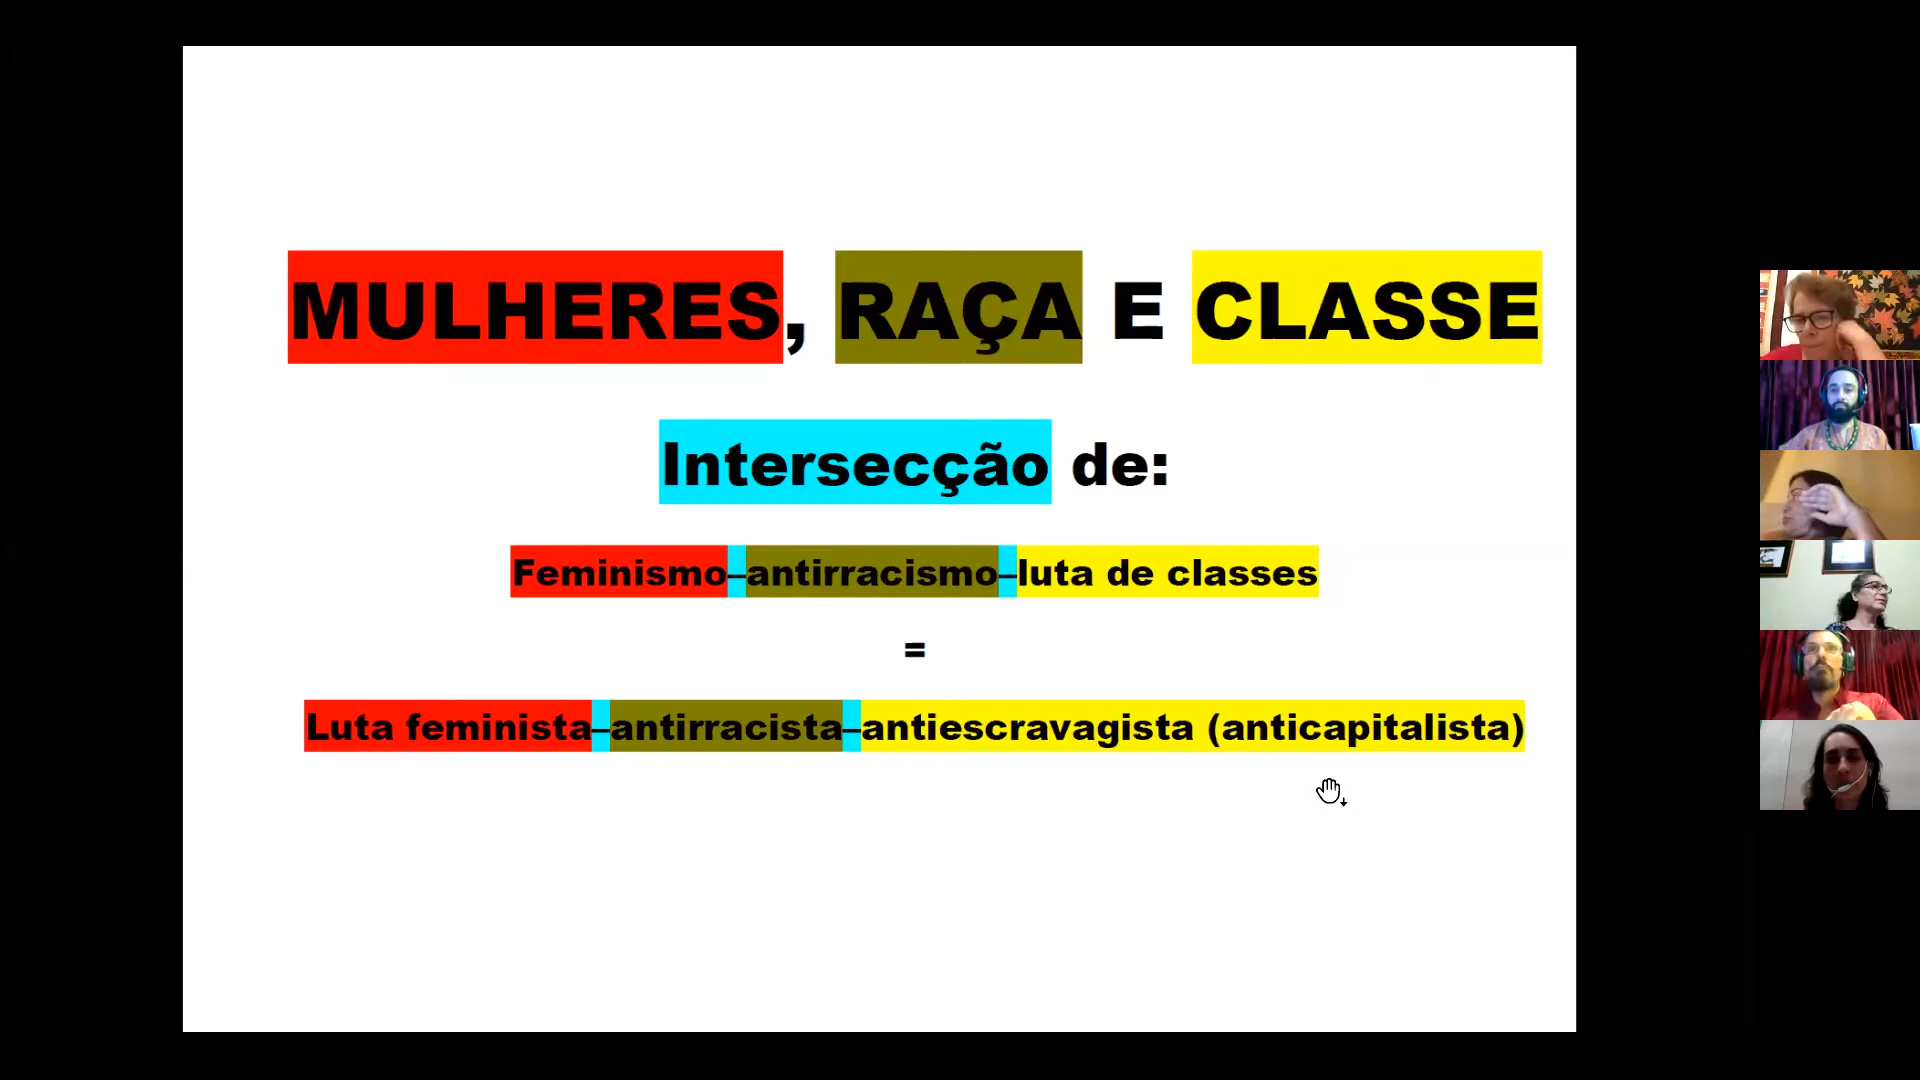 MULHERES, RAÇA E CLASSE
Intersecção de:
Feminismo–antirracismo–luta de classes
=
Luta feminista–antirracista–antiescravagista (anticapitalista)